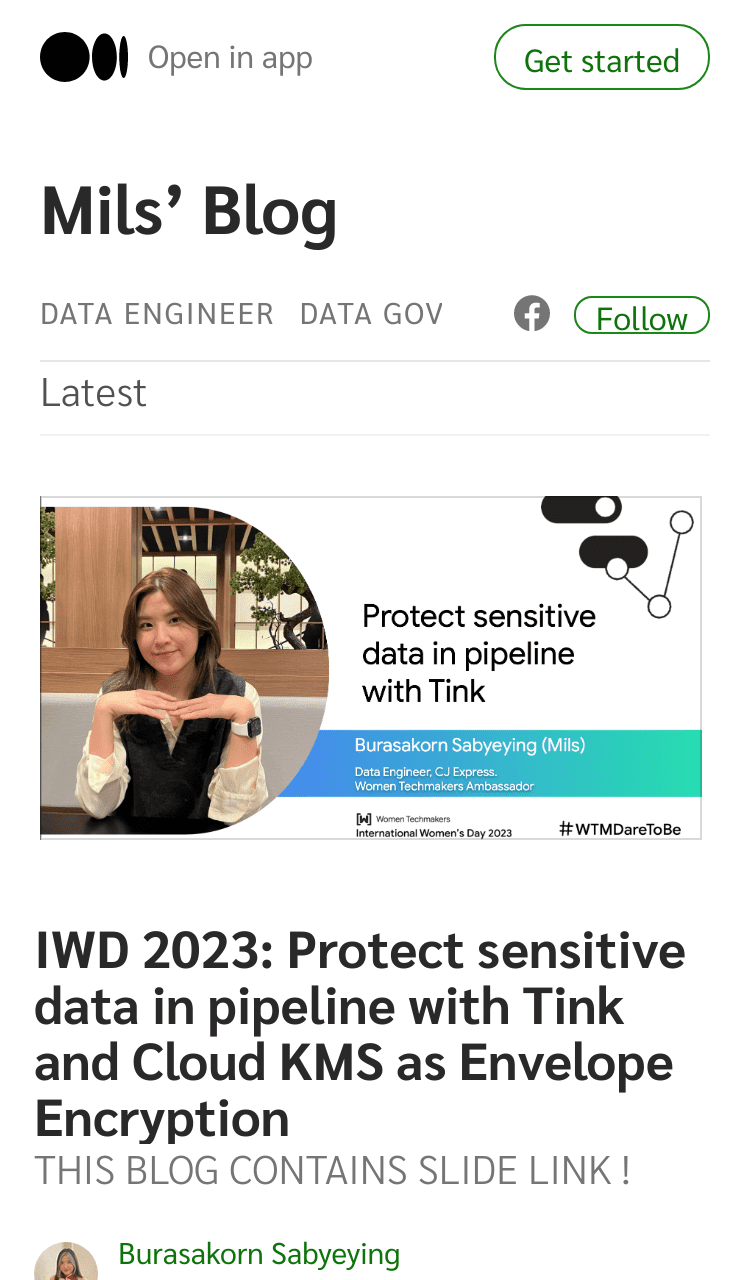 Open in app
Get started
Mils’ Blog
DATA ENGINEER DATA GOV
Follow
Latest
Protect sensitive
data in pipeline
with Tink
Burasakorn Sabyeying (Mils)
Data Engineer, CJ Express.
Women Techmakers Ambassador
Women Techmakers
International Women's Day 2023
#WTMDareToBe
IWD 2023: Protect sensitive
data in pipeline with Tink
and Cloud KMS as Envelope
Encryption
THIS BLOG CONTAINS SLIDE LINK !
Burasakorn Sabyeying